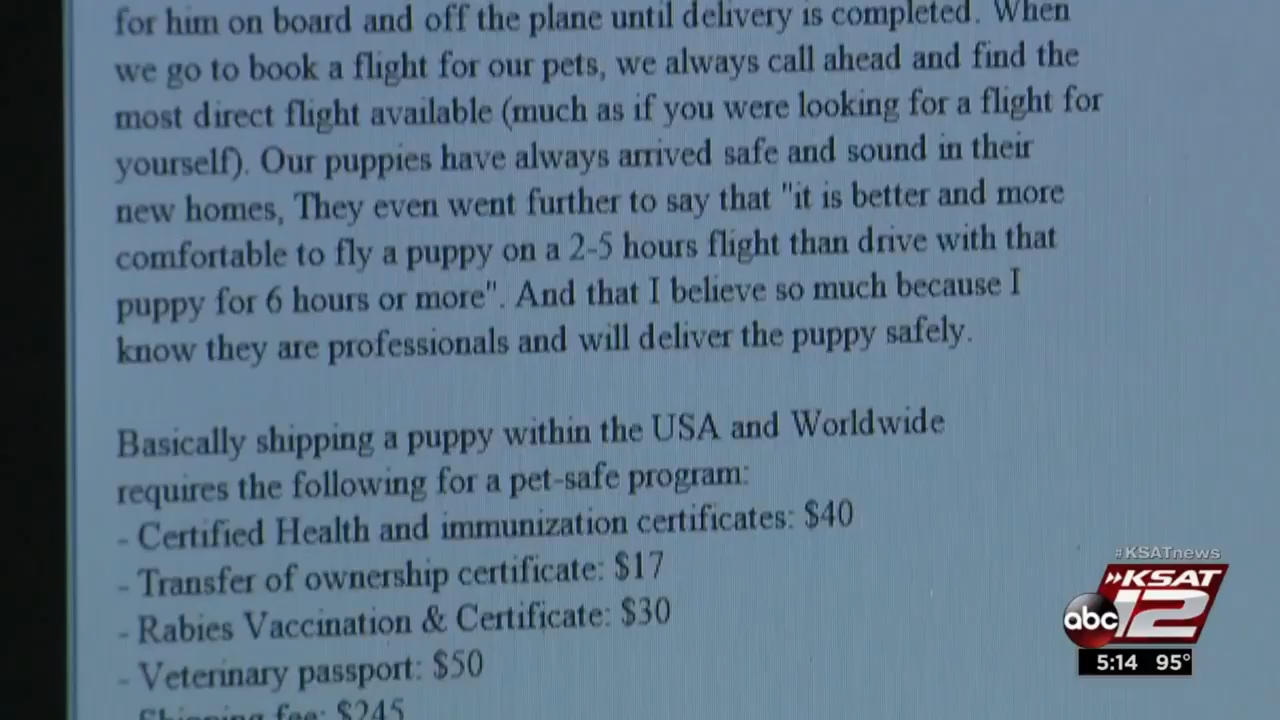 for him on board and off the plane until delivery is completed. When
we go to book a flight for our pets, we always call ahead and find the
most direct flight available (much as if you were looking for a flight for
yourself). Our puppies have always arrived safe and sound in their
new homes, They even went further to say that "it is better and more
comfortable to fly a puppy on a 2-5 hours flight than drive with that
puppy for 6 hours or more". And that I believe so much because I
know they are professionals and will deliver the puppy safely.
Basically shipping a puppy within the USA and Worldwide
requires the following for a pet-safe program:
- Certified Health and immunization certificates: $40
- Transfer of ownership certificate: $17
- Rabies Vaccination & Certificate: $30
- Veterinary passport: $50
Shipping fee: $245
#KSATnews
»KSAT
abc 12
5:14 95°